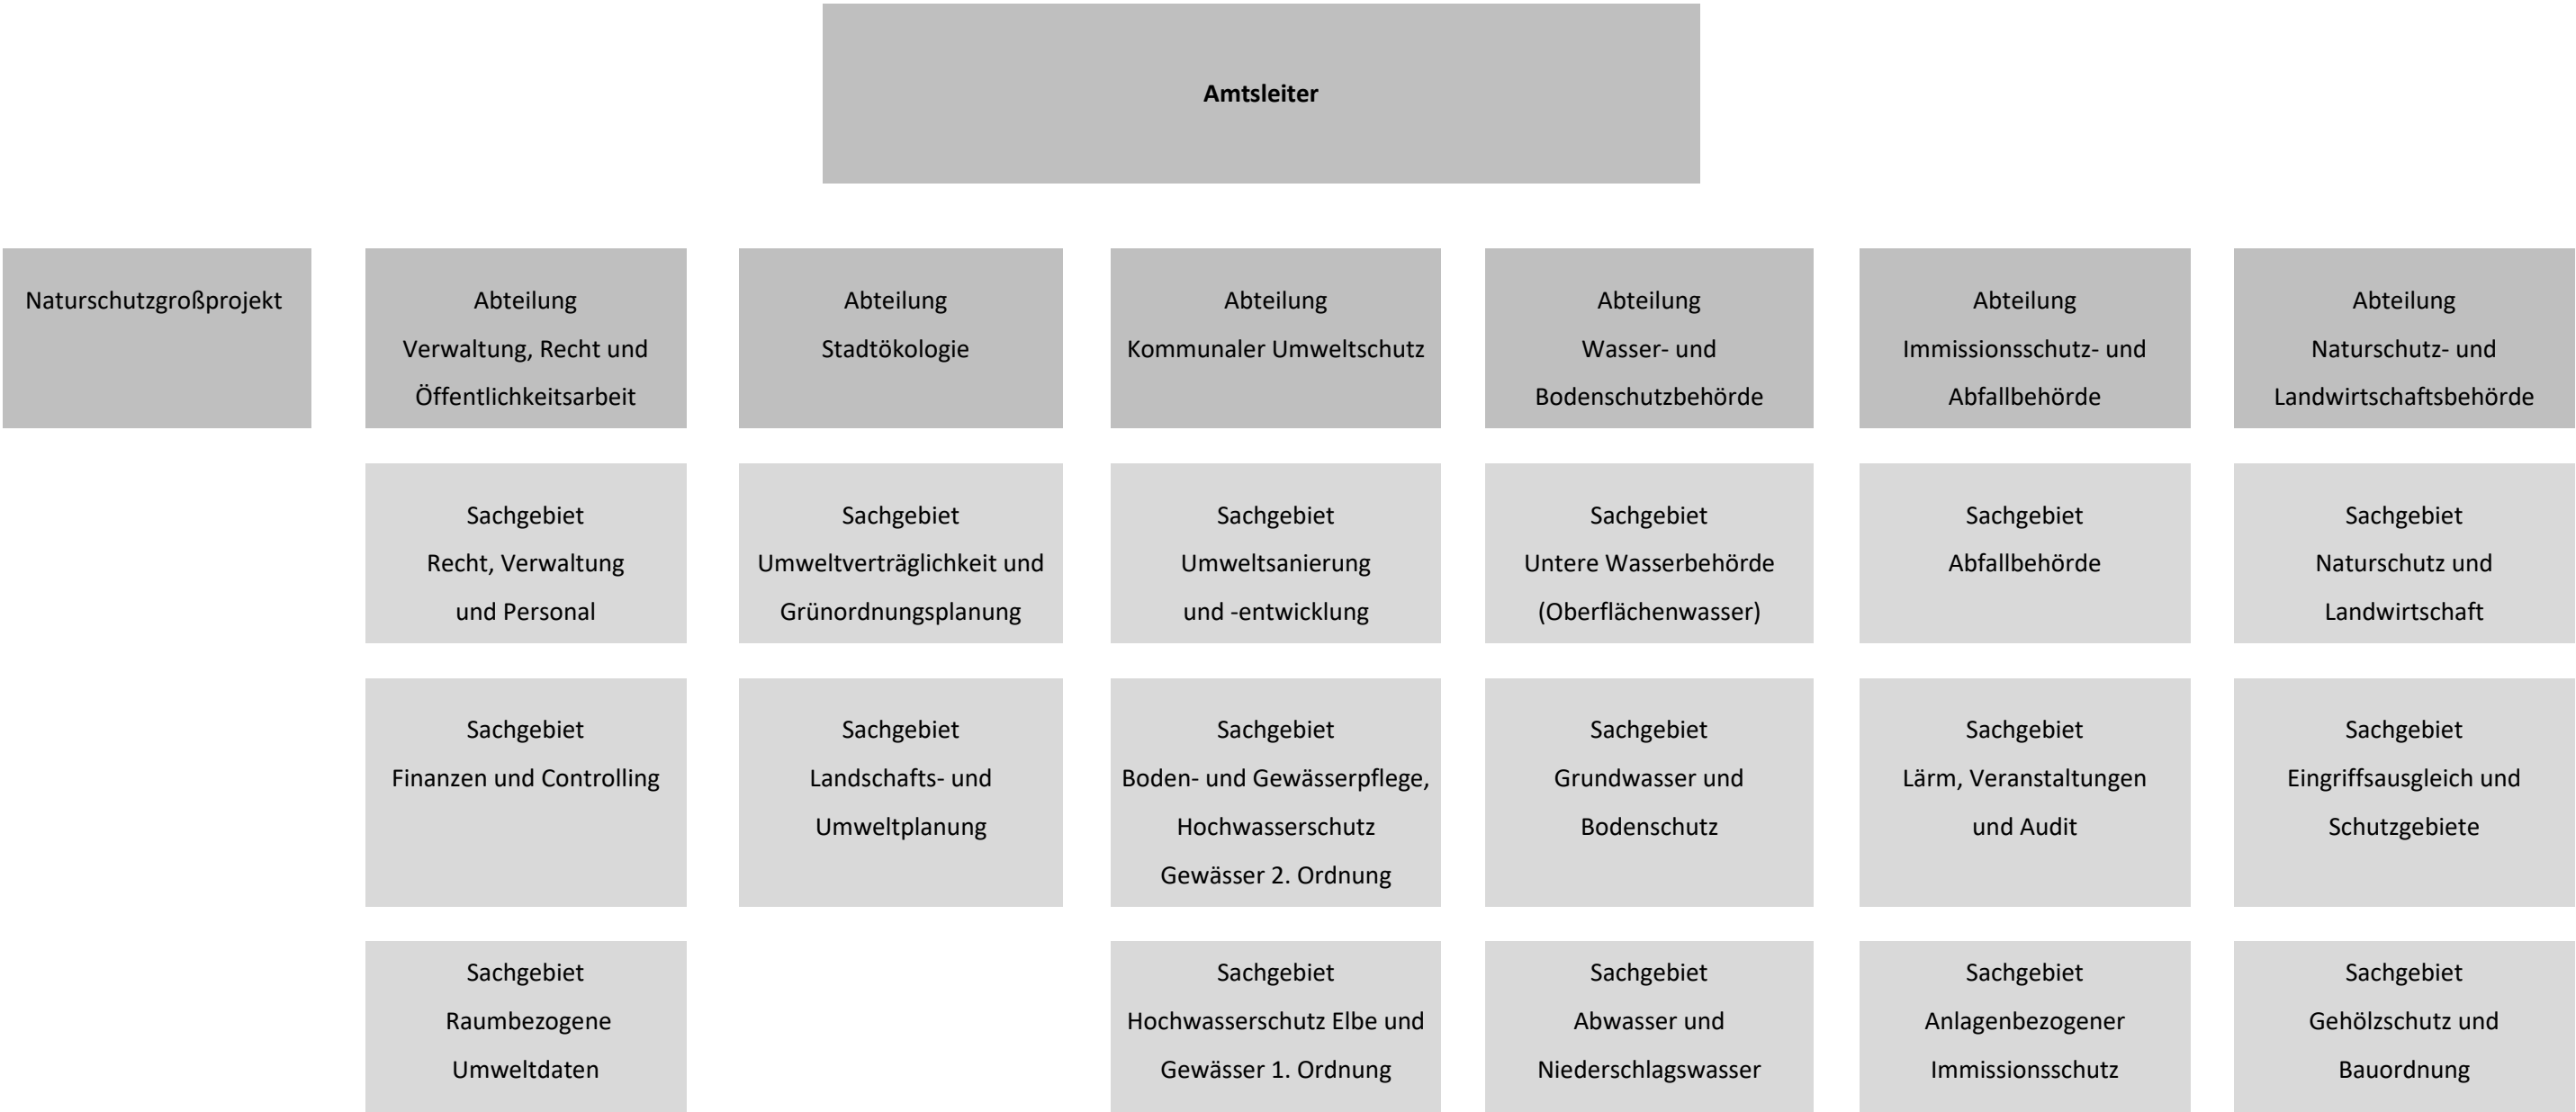 Amtsleiter
Naturschutzgroßprojekt
Abteilung
Verwaltung, Recht und
Öffentlichkeitsarbeit
Abteilung
Stadtökologie
Abteilung
Kommunaler Umweltschutz
Abteilung
Wasser- und
Bodenschutzbehörde
Abteilung
Immissionsschutz- und
Abfallbehörde
Abteilung
Naturschutz- und
Landwirtschaftsbehörde
Sachgebiet
Recht, Verwaltung
und Personal
Sachgebiet
Umweltverträglichkeit und
Grünordnungsplanung
Sachgebiet
Umweltsanierung
und -entwicklung
Sachgebiet
Untere Wasserbehörde
(Oberflächenwasser)
Sachgebiet
Abfallbehörde
Sachgebiet
Naturschutz und
Landwirtschaft
Sachgebiet
Finanzen und Controlling
Sachgebiet
Landschafts- und
Umweltplanung
Sachgebiet
Boden- und Gewässerpflege,
Hochwasserschutz
Gewässer 2. Ordnung
Sachgebiet
Grundwasser und
Bodenschutz
Sachgebiet
Lärm, Veranstaltungen
und Audit
Sachgebiet
Eingriffsausgleich und
Schutzgebiete
Sachgebiet
Raumbezogene
Umweltdaten
Sachgebiet
Hochwasserschutz Elbe und
Gewässer 1. Ordnung
Sachgebiet
Abwasser und
Niederschlagswasser
Sachgebiet
Anlagenbezogener
Immissionsschutz
Sachgebiet
Gehölzschutz und
Bauordnung